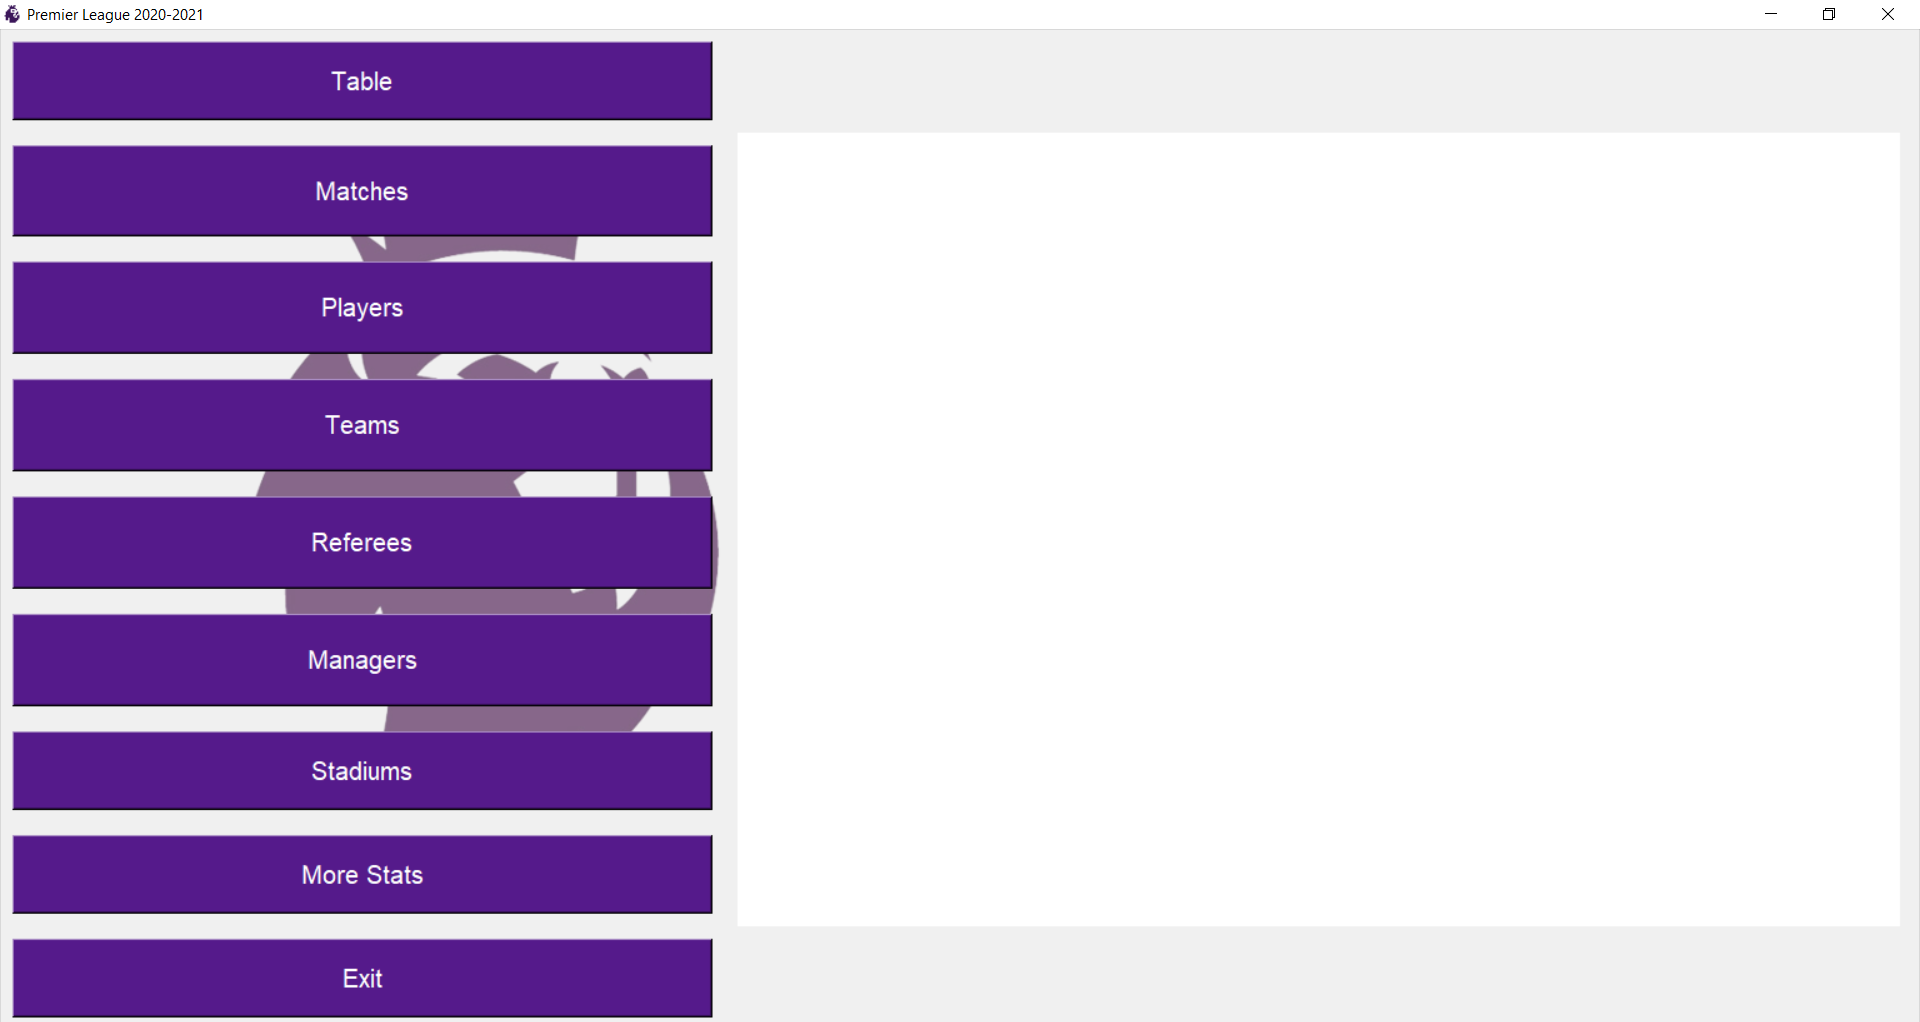 Premier League 2020-2021
Table
Matches
Players
Teams
Referees
Managers
Stadiums
More Stats
Exit